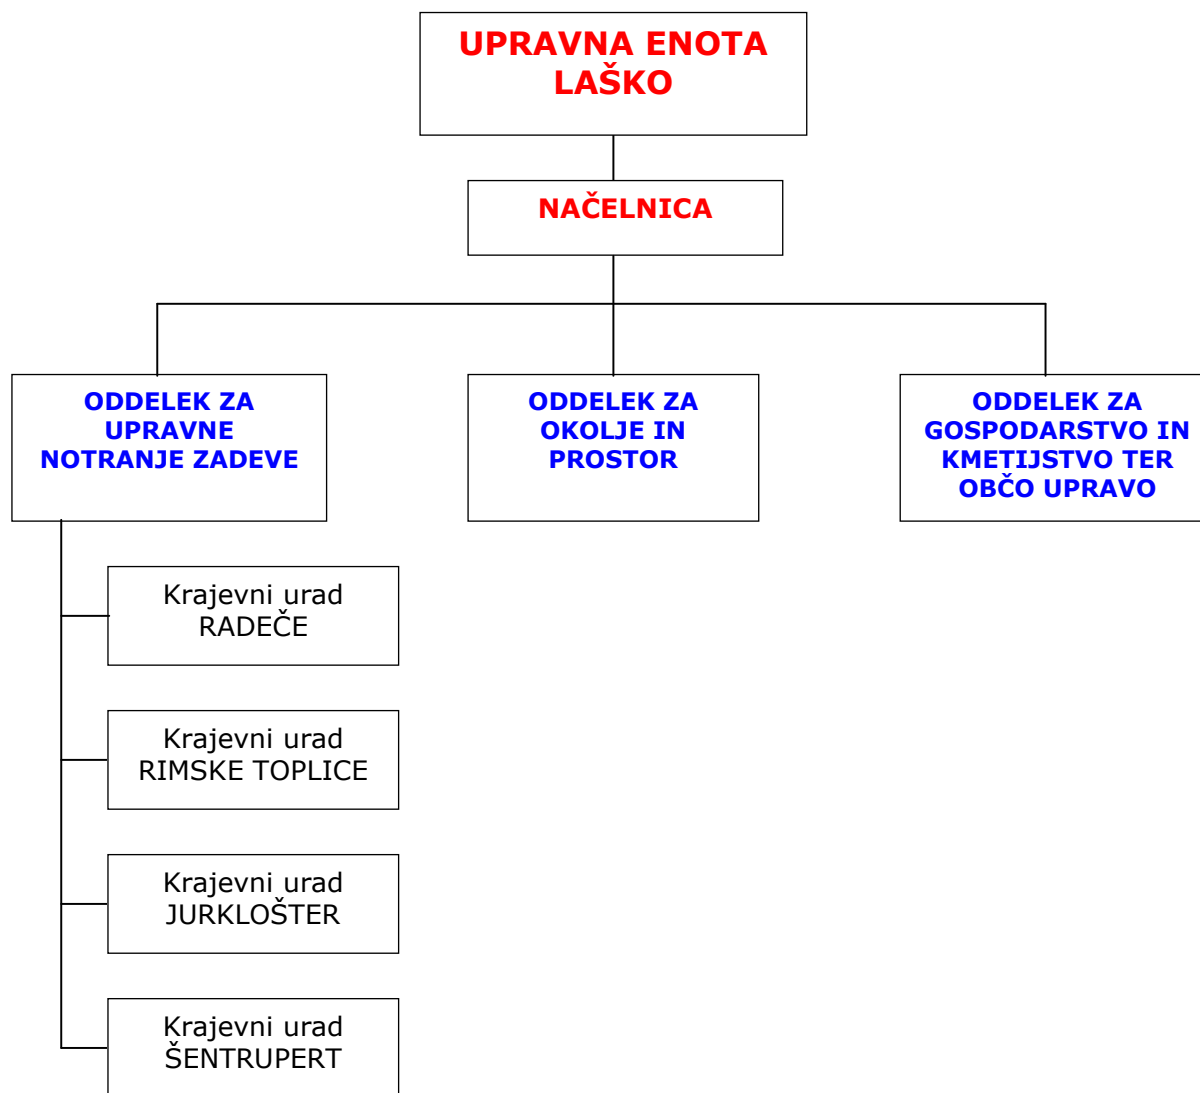 UPRAVNA ENOTA
LAŠKO
NAČELNICA
ODDELEK ZA
UPRAVNE
NOTRANJE ZADEVE
ODDELEK ZA
OKOLJE IN
PROSTOR
ODDELEK ZA
GOSPODARSTVO IN
KMETIJSTVO TER
OBČO UPRAVO
Krajevni urad
RADEČE
Krajevni urad
RIMSKE TOPLICE
Krajevni urad
JURKLOŠTER
Krajevni urad
ŠENTRUPERT